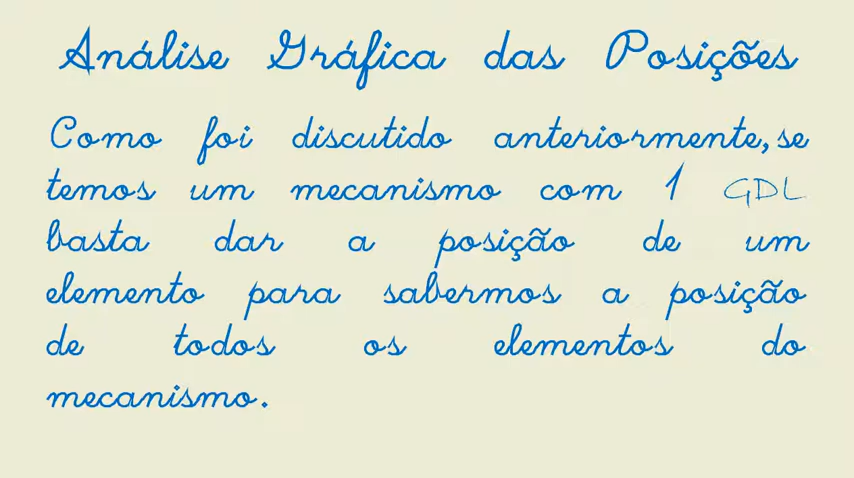 Análise Gráfica das Posições
Como foi discutido anteriormente, se
temos um mecanismo com 1 GDL
basta dar a posição de um
elemento para sabermos a posição
de todos os elementos do
mecanismo.